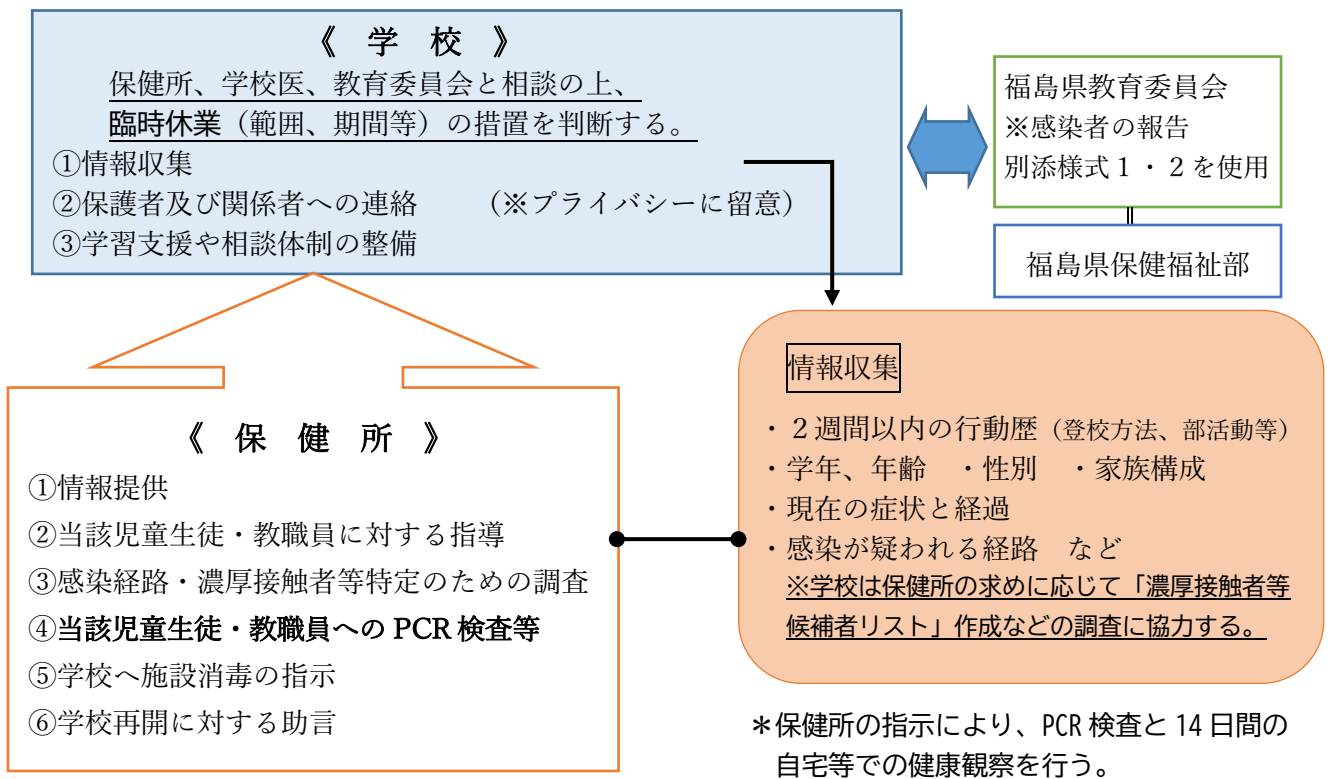 《 学 校 》
保健所、学校医、教育委員会と相談の上、
臨時休業（範囲、期間等）の措置を判断する。
①情報収集
②保護者及び関係者への連絡 （※プライバシーに留意）
③学習支援や相談体制の整備
福島県教育委員会
※感染者の報告
別添様式１・２を使用
福島県保健福祉部
《 保 健 所 》
①情報提供
②当該児童生徒・教職員に対する指導
③感染経路・濃厚接触者等特定のための調査
④当該児童生徒・教職員への PCR 検査等
⑤学校へ施設消毒の指示
⑥学校再開に対する助言
情報収集
・２週間以内の行動歴（登校方法、部活動等）
・学年、年齢 ・性別 ・家族構成
・現在の症状と経過
・感染が疑われる経路 など
※学校は保健所の求めに応じて「濃厚接触者等
候補者リスト」作成などの調査に協力する。
＊保健所の指示により、PCR 検査と 14 日間の
自宅等での健康観察を行う。